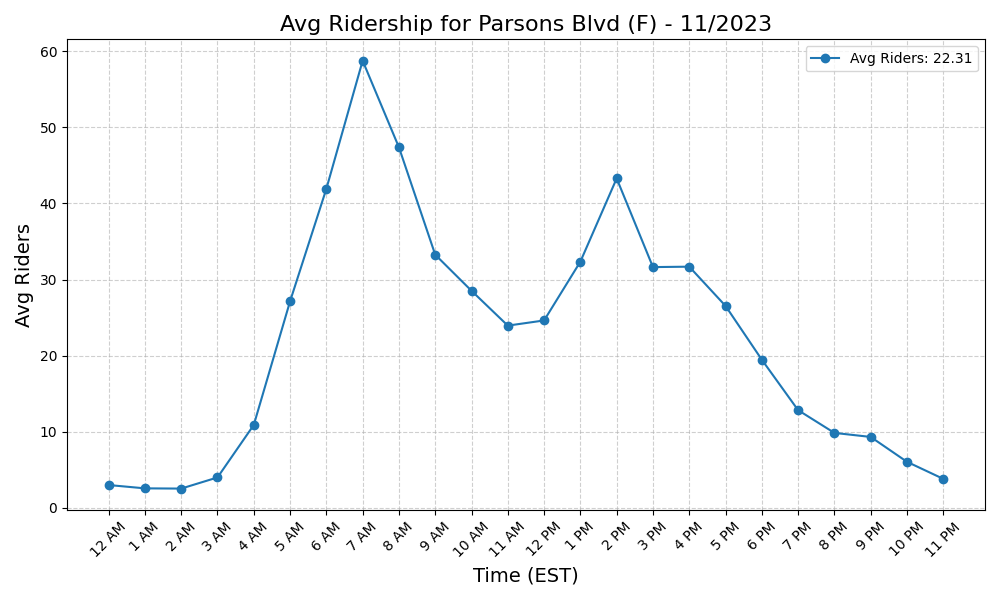 Avg Ridership for Parsons Blvd (F) - 11/2023
Avg Riders: 22.31
Avg Riders
60
50
40
30
20
10
0
12 AM
1 AM
2 AM
3 AM
4 AM
5 AM
6 AM
7 AM
8 AM
9 AM
10 AM
11 AM
12 PM
1 PM
2 PM
3 PM
4 PM
5 PM
6 PM
7 PM
8 PM
9 PM
10 PM
11 PM
Time (EST)